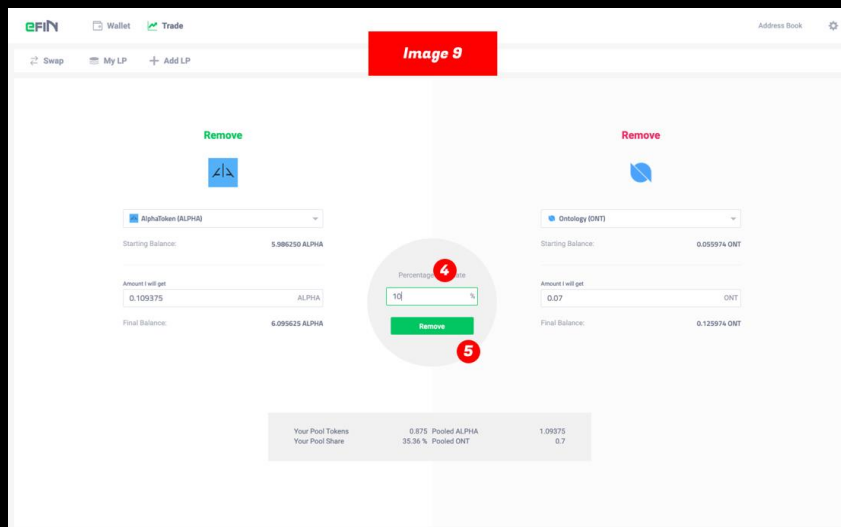 eFIN
Wallet
Trade
Address Book
Image 9
Swap
My LP
Add LP
Remove
Remove
AlphaToken (ALPHA)
Ontology (ONT)
Starting Balance: 5.986250 ALPHA
Starting Balance: 0.055974 ONT
4
Amount I will get
0.109375 ALPHA
10 %
Amount I will get
0.07 ONT
Final Balance: 6.095625 ALPHA
Remove
Final Balance: 0.125974 ONT
5
Your Pool Tokens 0.875 Pooled ALPHA 1.09375
Your Pool Share 35.36 % Pooled ONT 0.7